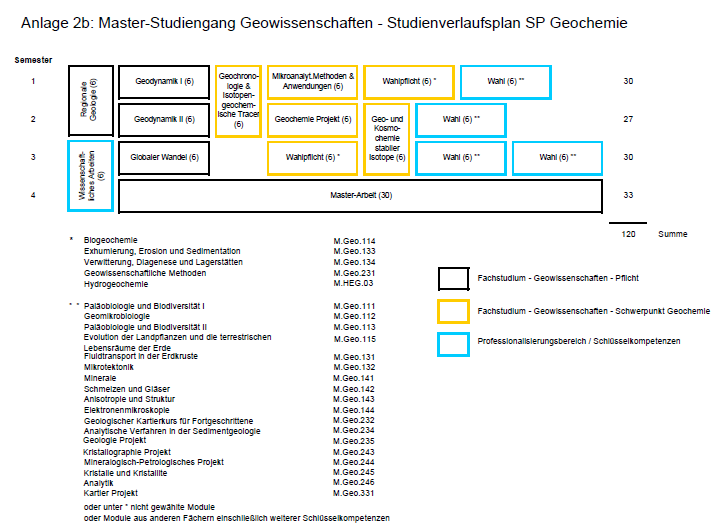 Anlage 2b: Master-Studiengang Geowissenschaften - Studienverlaufsplan SP Geochemie
Semester
1
Regionale
Geologie (6)
Geodynamik I (6)
Geochrono-
logie &
Isotopen-
geochem-
ische Tracer
(6)
Mikroanalyt.Methoden &
Anwendungen (6)
Wahlpflicht (6) *
Wahl (6) **
30
2
Geodynamik II (6)
Geochemie Projekt (6)
Geo- und
Kosmo-
chemie
stabiler
Isotope (6)
Wahl (6) **
27
3
Wissenschaft-
liches Arbeiten
(6)
Globaler Wandel (6)
Wahlpflicht (6) *
Wahl (6) **
Wahl (6) **
30
4
Master-Arbeit (30)
33
120 Summe
* Biogeochemie M.Geo.114
Exhumierung, Erosion und Sedimentation M.Geo.133
Verwitterung, Diagenese und Lagerstätten M.Geo.134
Geowissenschaftliche Methoden M.Geo.231
Hydrogeochemie M.HEG.03
* * Paläobiologie und Biodiversität I M.Geo.111
Geomikrobiologie M.Geo.112
Paläobiologie und Biodiversität II M.Geo.113
Evolution der Landpflanzen und die terrestrischen M.Geo.115
Lebensräume der Erde
Fluidtransport in der Erdkruste M.Geo.131
Mikrotektonik M.Geo.132
Minerale M.Geo.141
Schmelzen und Gläser M.Geo.142
Anisotropie und Struktur M.Geo.143
Elektronenmikroskopie M.Geo.144
Geologischer Kartierkurs für Fortgeschrittene M.Geo.232
Analytische Verfahren in der Sedimentgeologie M.Geo.234
Geologie Projekt M.Geo.235
Kristallographie Projekt M.Geo.243
Mineralogisch-Petrologisches Projekt M.Geo.244
Kristalle und Kristallite M.Geo.245
Analytik M.Geo.246
Kartier Projekt M.Geo.331
oder unter * nicht gewählte Module
oder Module aus anderen Fächern einschließlich weiterer Schlüsselkompetenzen
Fachstudium - Geowissenschaften - Pflicht
Fachstudium - Geowissenschaften - Schwerpunkt Geochemie
Professionalisierungsbereich / Schlüsselkompetenzen